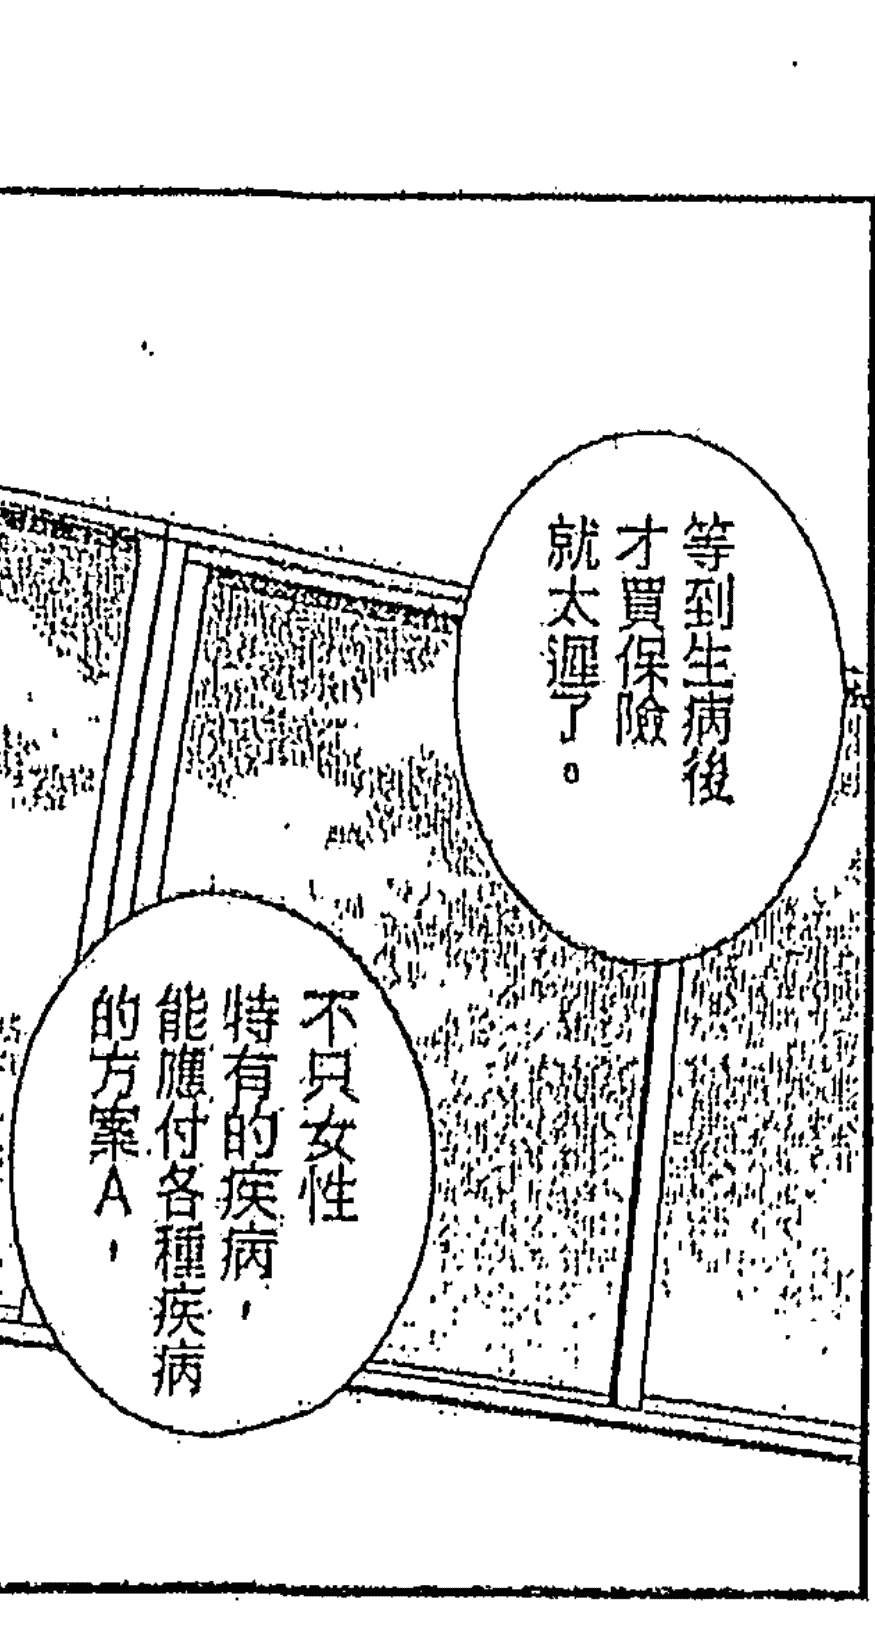 等到生病後
才買保險
就太遲了。
不只女性
特有的疾病，
能應付各種疾病
的方案A，